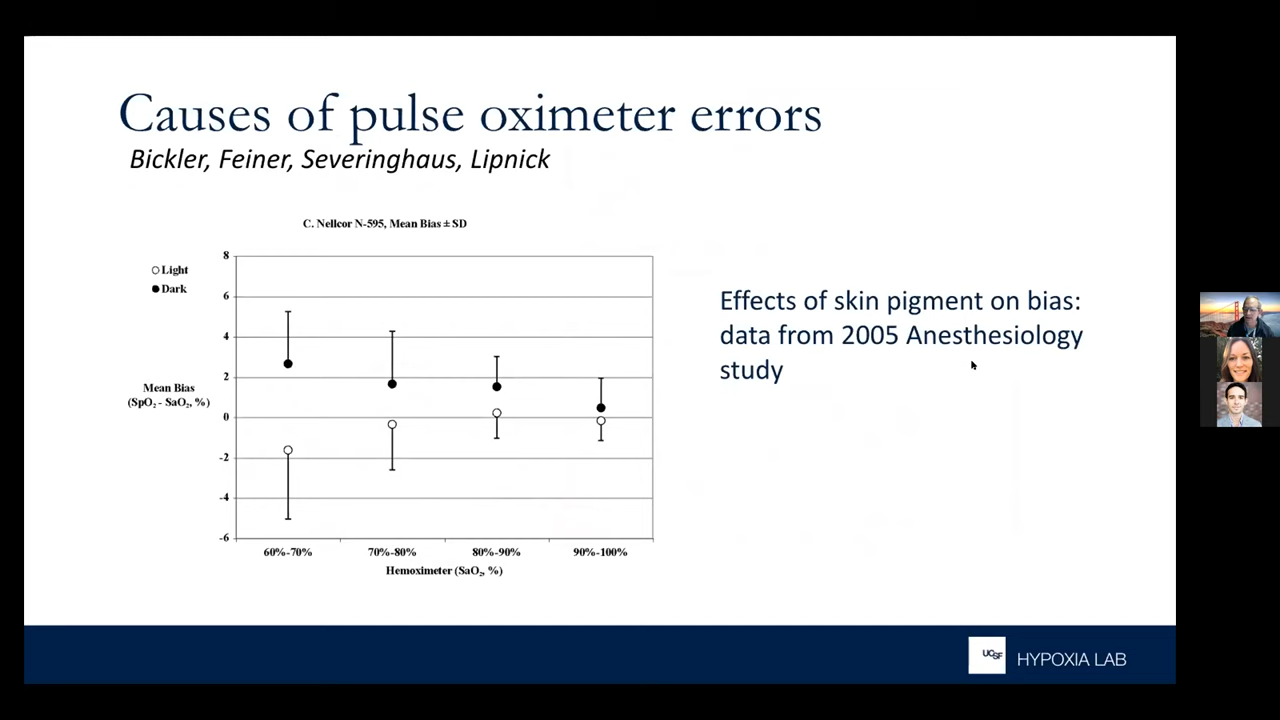 Causes of pulse oximeter errors
Bickler, Feiner, Severinghaus, Lipnick
C. Nellcor N-595, Mean Bias ± SD
Light
Dark
8
6
4
2
0
-2
-4
-6
Mean Bias
(SpO₂ - SaO₂, %)
60%-70%
70%-80%
80%-90%
90%-100%
Hemoximeter (SaO₂, %)
Effects of skin pigment on bias:
data from 2005 Anesthesiology
study
UCSF
HYPOXIA LAB